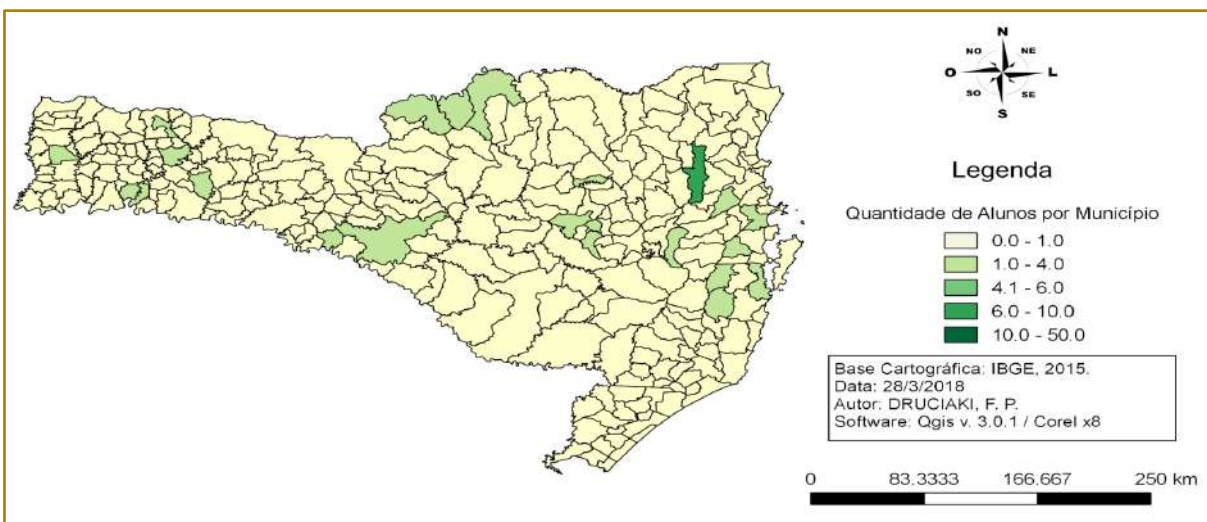 N
NO
NE
O
L
SO
SE
S
Legenda
Quantidade de Alunos por Município
0.0 - 1.0
1.0 - 4.0
4.1 - 6.0
6.0 - 10.0
10.0 - 50.0
Base Cartográfica: IBGE, 2015.
Data: 28/3/2018
Autor: DRUCIAKI, F. P.
Software: Qgis v. 3.0.1 / Corel x8
0 83.3333 166.667 250 km